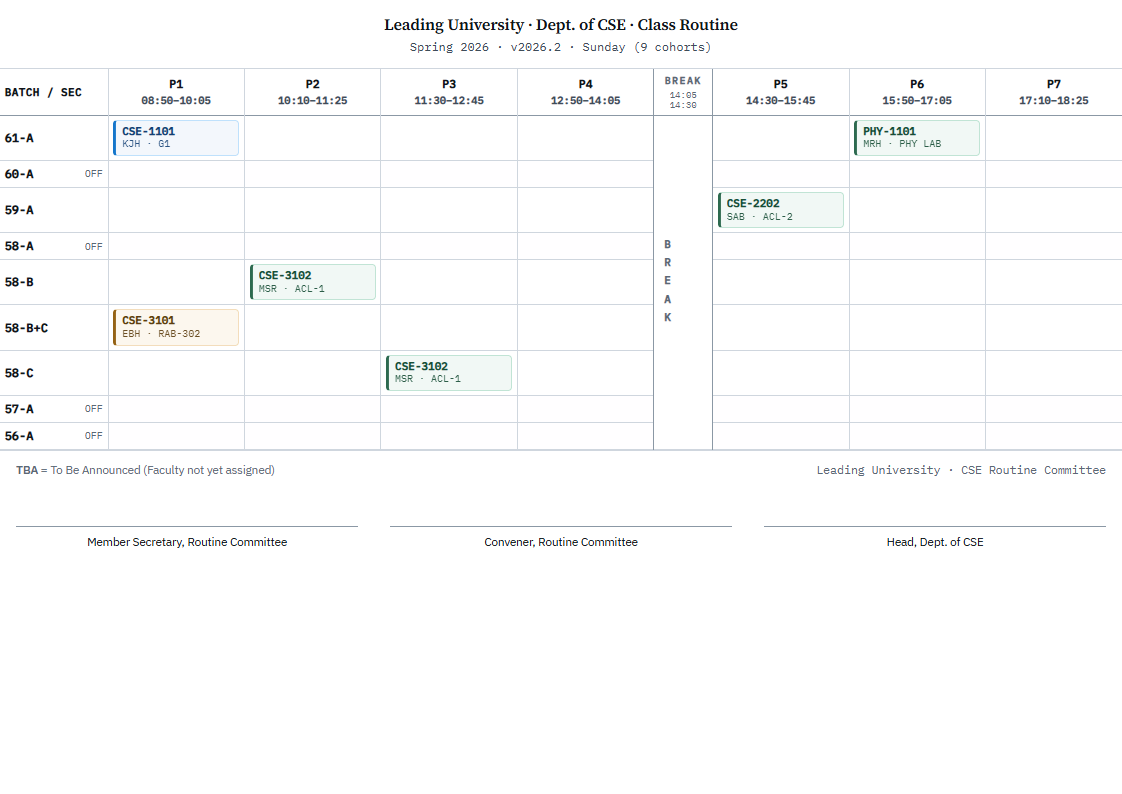 Leading University · Dept. of CSE · Class Routine
Spring 2026 · v2026.2 · Sunday (9 cohorts)
BATCH / SEC P1 P2 P3 P4 BREAK P5 P6 P7
08:50–10:05 10:10–11:25 11:30–12:45 12:50–14:05 14:05 14:30 14:30–15:45 15:50–17:05 17:10–18:25
61-A CSE-1101 PHY-1101
KJH · G1 MRH · PHY LAB
60-A OFF
59-A CSE-2202
SAB · ACL-2
58-A OFF
58-B CSE-3102
MSR · ACL-1
58-B+C CSE-3101
EBH · RAB-302
58-C CSE-3102
MSR · ACL-1
57-A OFF
56-A OFF
B
R
E
A
K
TBA = To Be Announced (Faculty not yet assigned) Leading University · CSE Routine Committee
Member Secretary, Routine Committee Convener, Routine Committee Head, Dept. of CSE